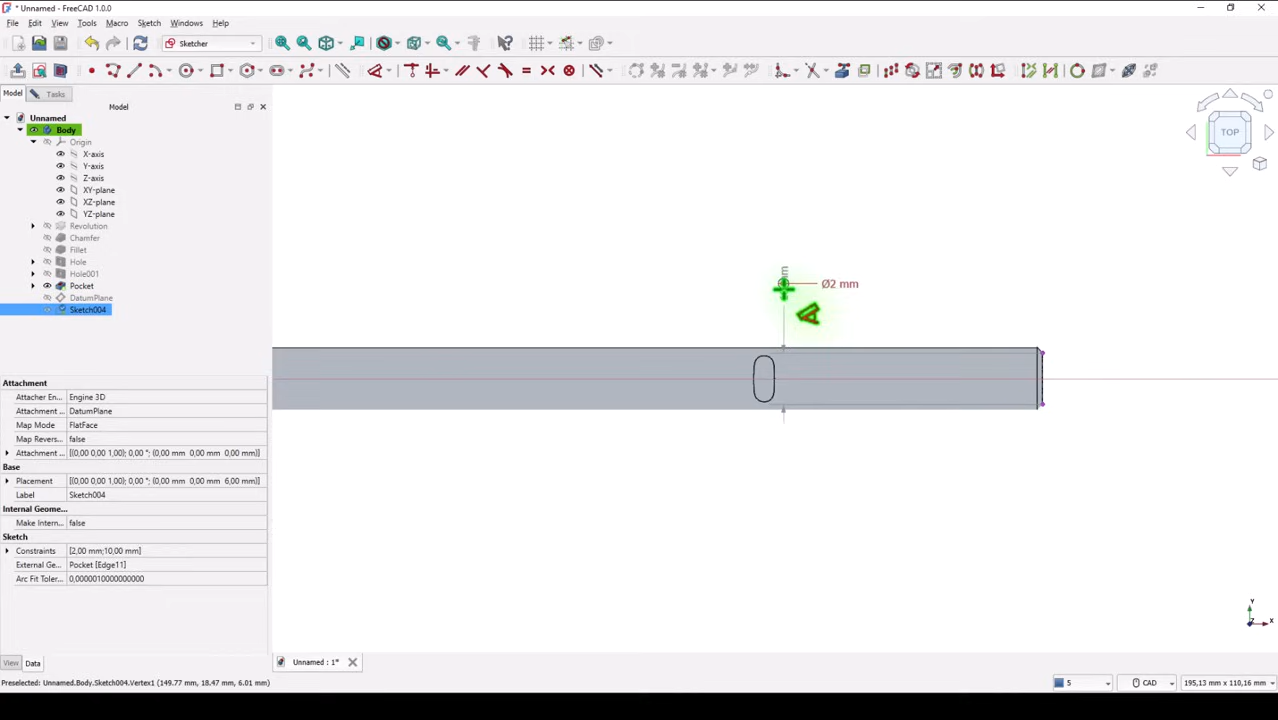 * Unnamed - FreeCAD 1.0.0
File Edit View Tools Macro Sketch Windows Help
Sketcher
Model Tasks
Model
Unnamed
Body
Origin
X-axis
Y-axis
Z-axis
XY-plane
XZ-plane
YZ-plane
Revolution
Chamfer
Fillet
Hole
Hole001
Pocket
DatumPlane
Sketch004
TOP
Ø2 mm
Attachment
Attacher En... Engine 3D
Attachment ... DatumPlane
Map Mode FlatFace
Map Revers... false
Attachment ... [(0,00 0,00 1,00); 0,00 °; (0,00 mm 0,00 mm 0,00 mm)]
Base
Placement [(0,00 0,00 1,00); 0,00 °; (0,00 mm 0,00 mm 6,00 mm)]
Label Sketch004
Internal Geome...
Make Intern... false
Sketch
Constraints [2,00 mm;10,00 mm]
External Ge... Pocket [Edge11]
Arc Fit Toler... 0,0000010000000000
Y
Z
X
View Data
Unnamed : 1*
Preselected: Unnamed.Body.Sketch004.Vertex1 (149.77 mm, 18.47 mm, 6.01 mm)
5 CAD 195,13 mm x 110,16 mm